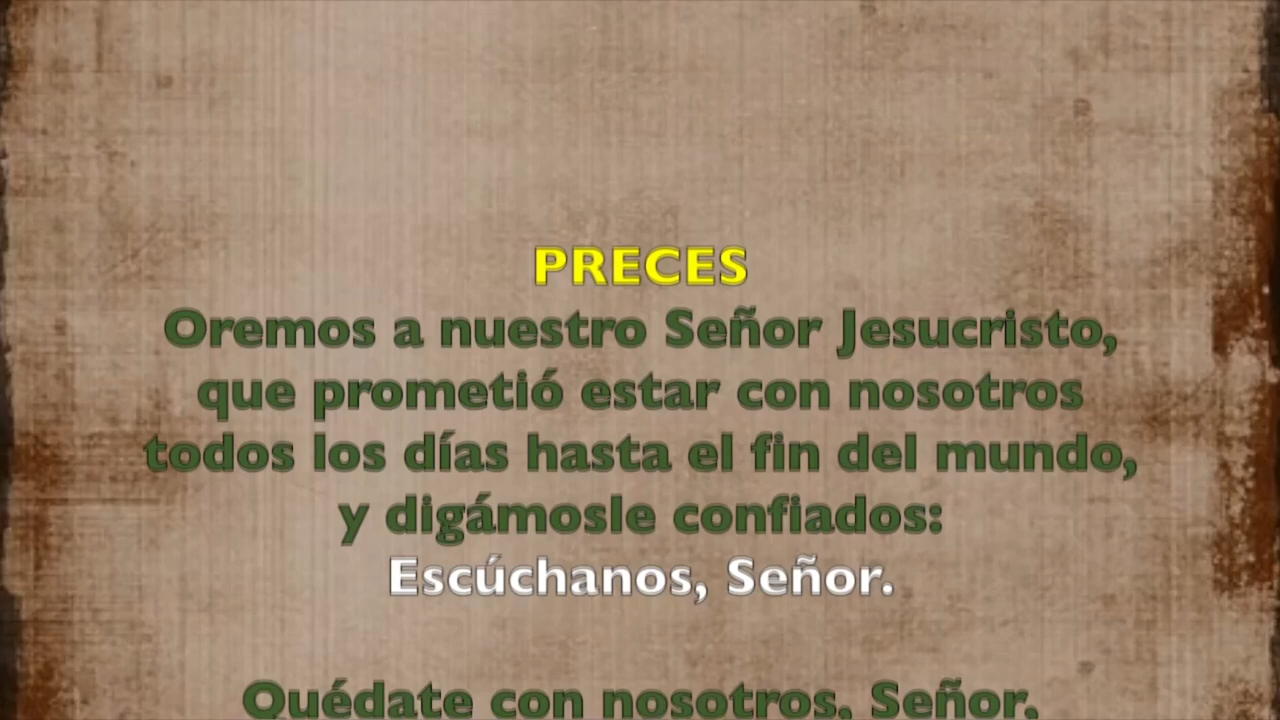 PRECES
Oremos a nuestro Señor Jesucristo,
que prometió estar con nosotros
todos los días hasta el fin del mundo,
y digámosle confiados:
Escúchanos, Señor.
Quédate con nosotros, Señor,